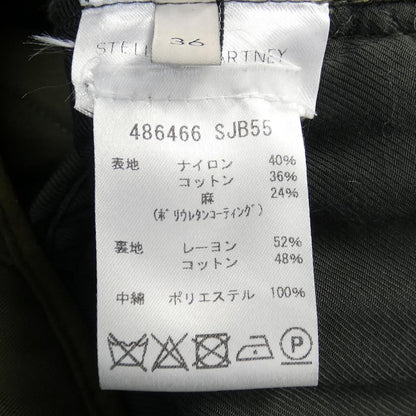 36
STELL RTNEY
486466 SJB55
表地 ナイロン 40%
コットン 36%
麻 24%
(ﾎﾟﾘｳﾚﾀﾝｺｰﾃｨﾝｸﾞ)
裏地 レーヨン 52%
コットン 48%
中綿 ポリエステル 100%
P